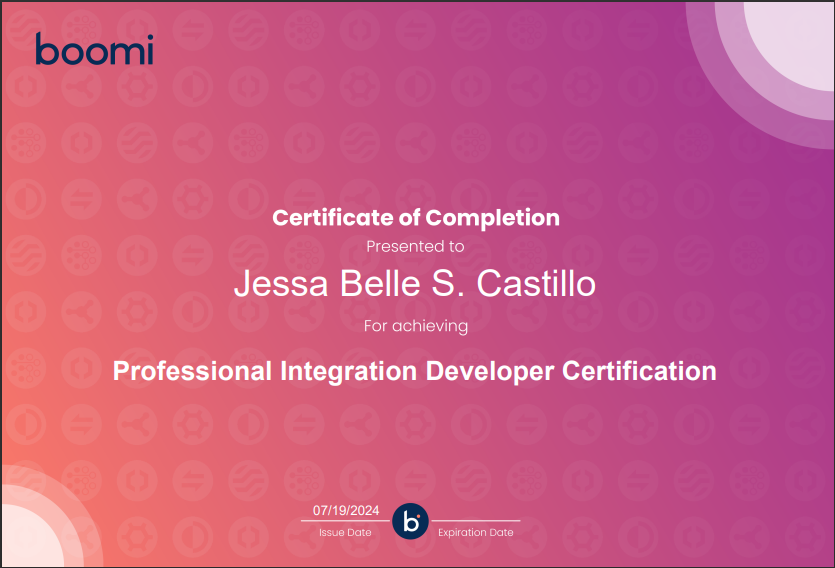 boomi
Certificate of Completion
Presented to
Jessa Belle S. Castillo
For achieving
Professional Integration Developer Certification
07/19/2024
b
Issue Date
Expiration Date